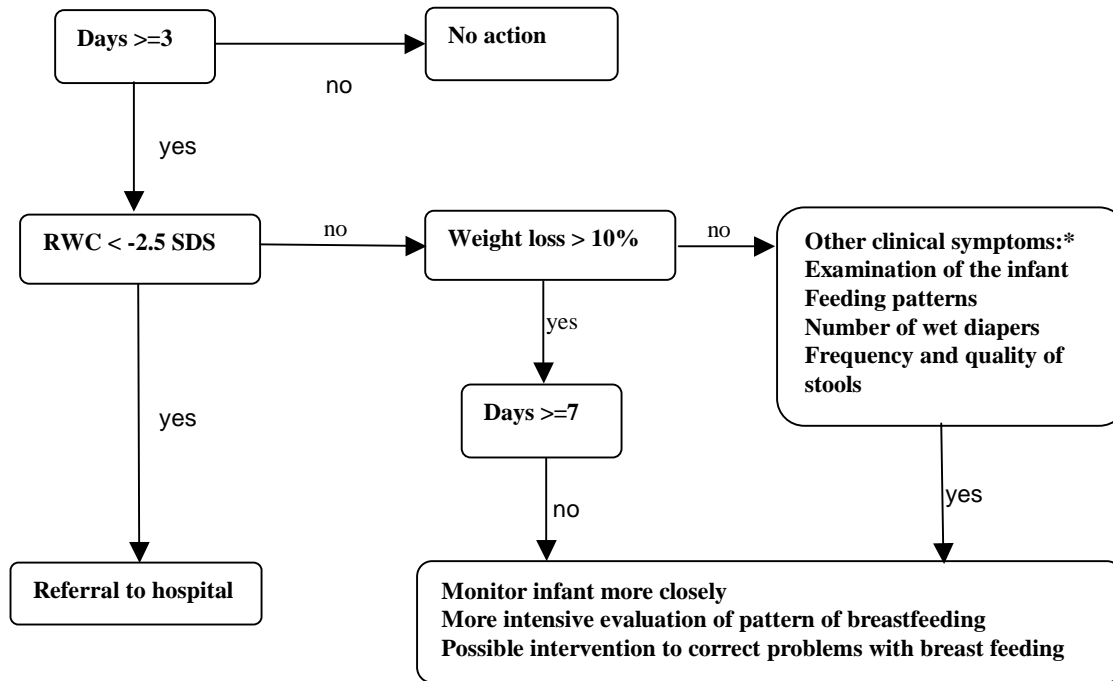 Days >=3
No action
no
yes
RWC < -2.5 SDS
no
Weight loss > 10%
no
Other clinical symptoms:*
Examination of the infant
Feeding patterns
Number of wet diapers
Frequency and quality of
stools
yes
yes
Days >=7
no
yes
Referral to hospital
Monitor infant more closely
More intensive evaluation of pattern of breastfeeding
Possible intervention to correct problems with breast feeding